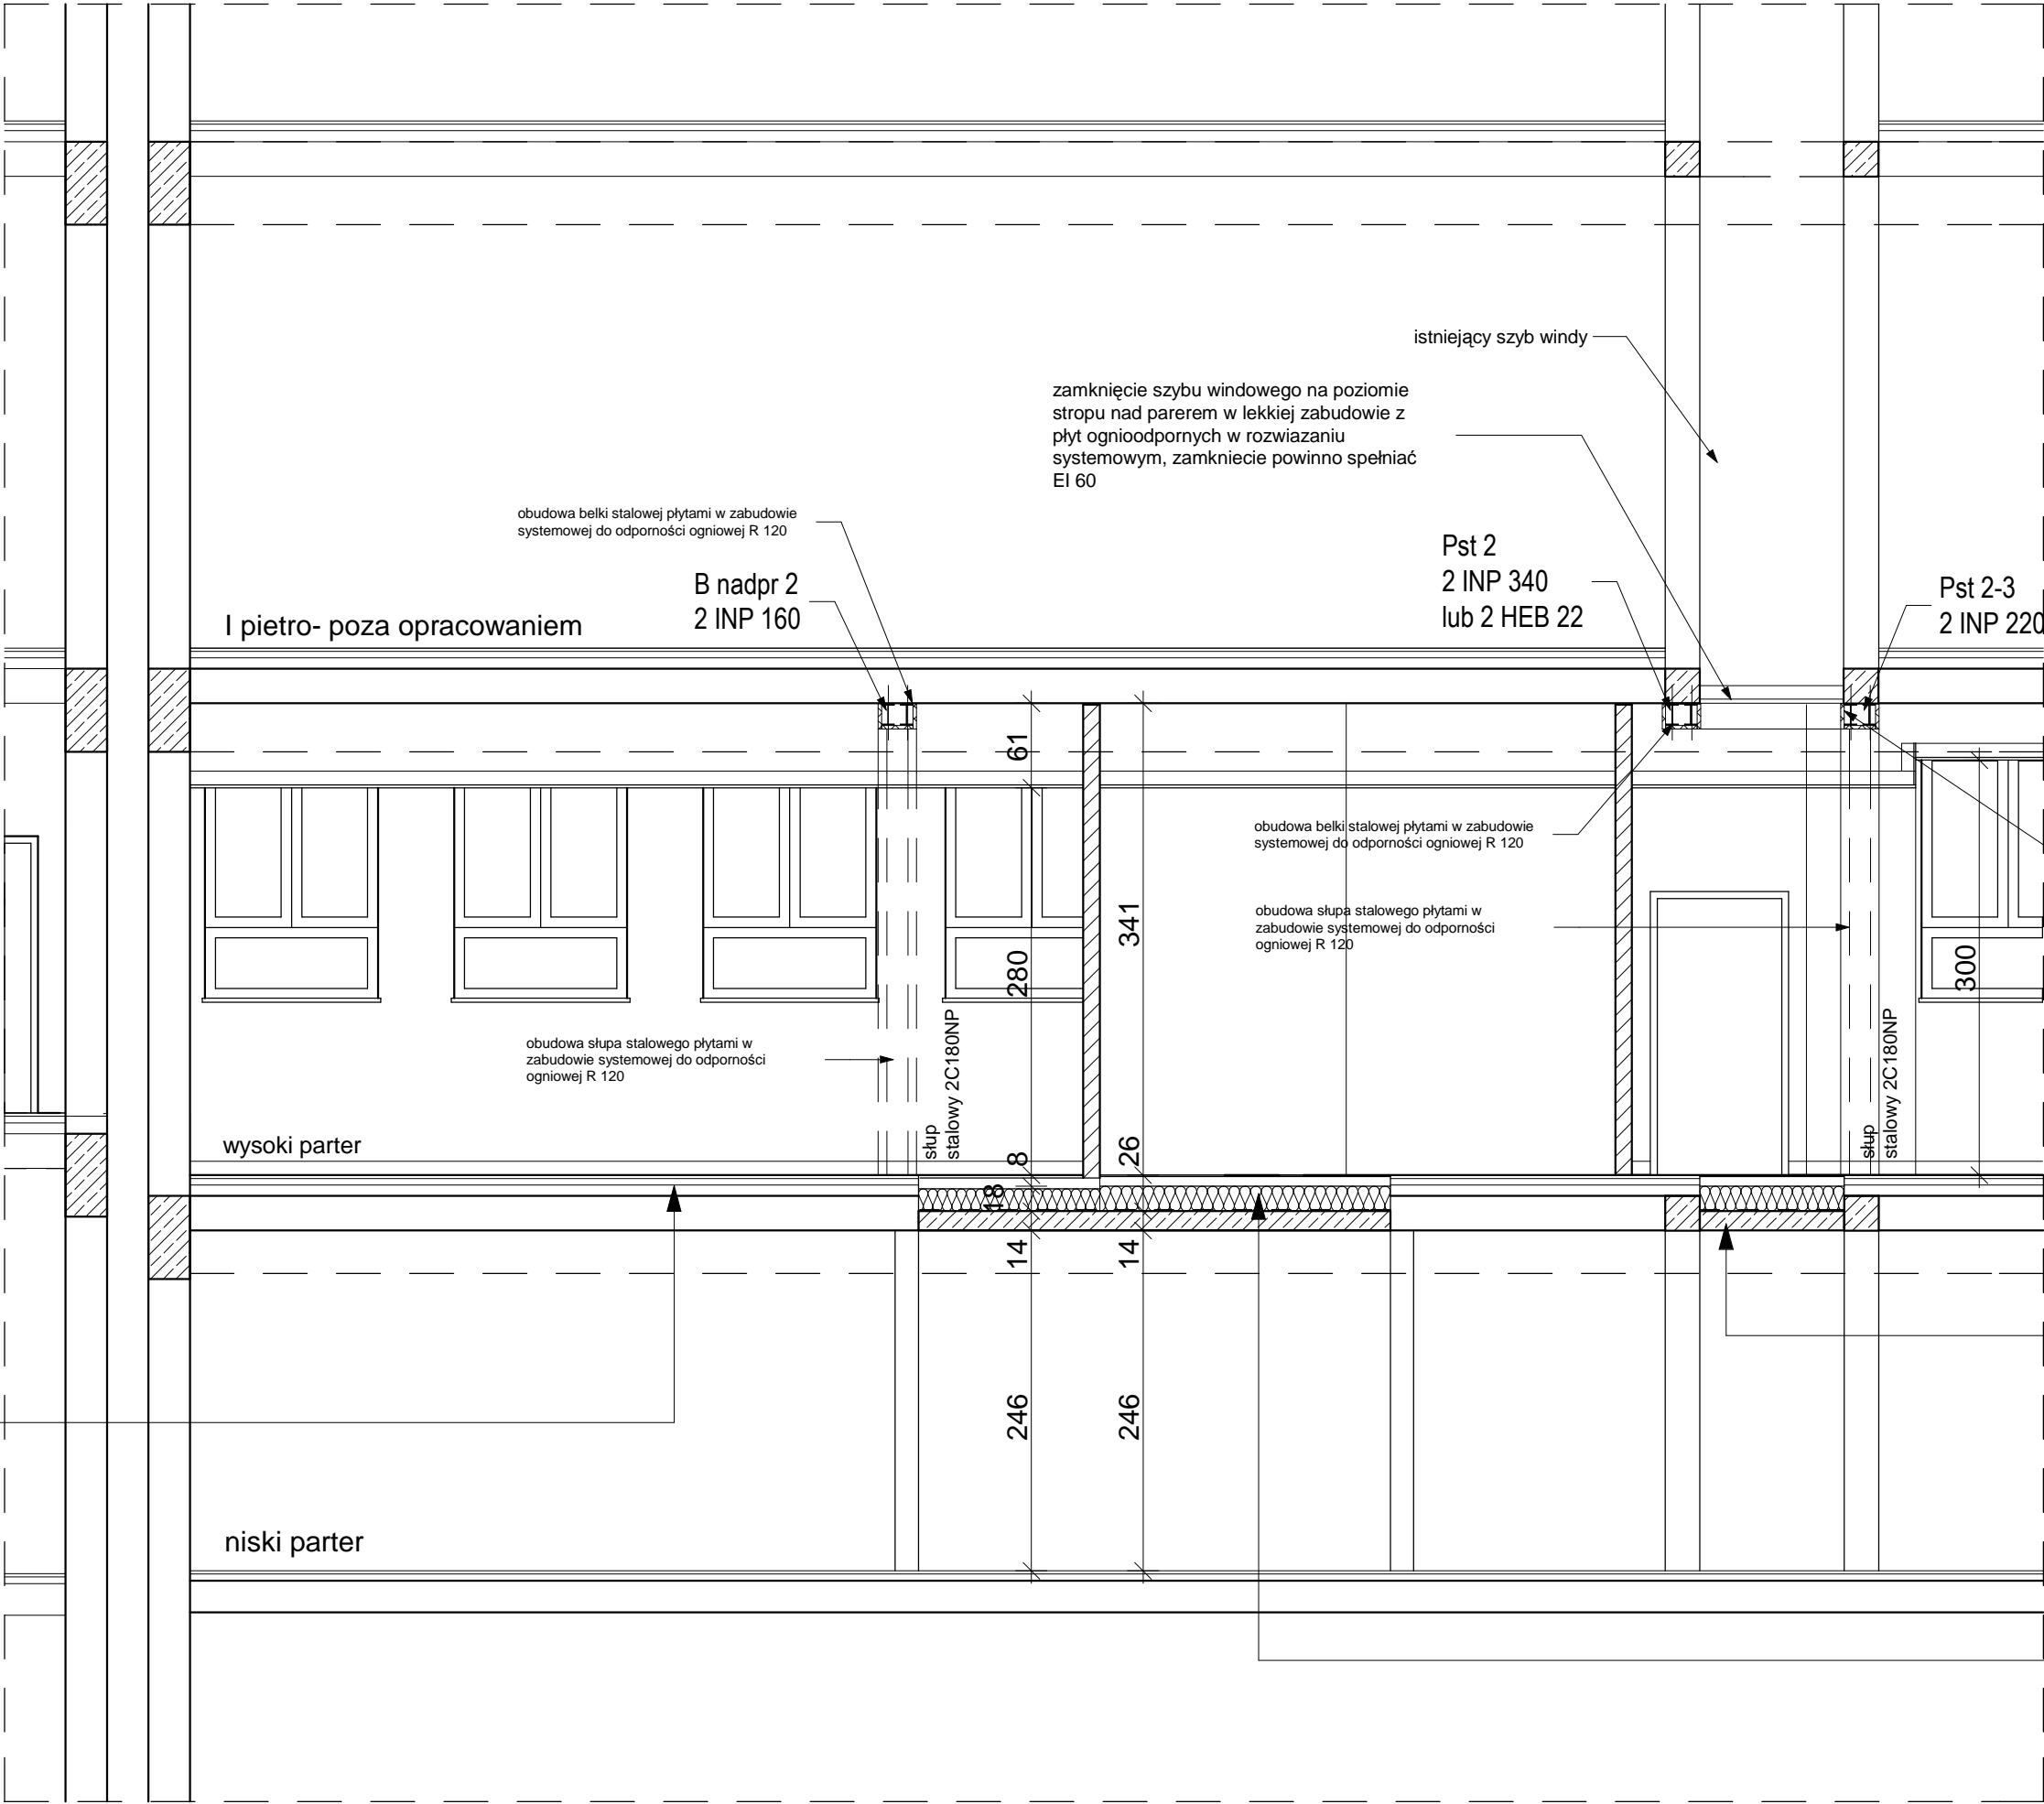 istniejący szyb windy
zamknięcie szybu windowego na poziomie
stropu nad parerem w lekkiej zabudowie z
płyt ognioodpornych w rozwiazaniu
systemowym, zamkniecie powinno spełniać
EI 60
obudowa belki stalowej płytami w zabudowie
systemowej do odporności ogniowej R 120
B nadpr 2
2 INP 160
Pst 2
2 INP 340
lub 2 HEB 22
Pst 2-3
2 INP 220
I pietro- poza opracowaniem
61
280
8
18
14
246
341
26
14
246
obudowa belki stalowej płytami w zabudowie
systemowej do odporności ogniowej R 120
obudowa słupa stalowego płytami w
zabudowie systemowej do odporności
ogniowej R 120
300
obudowa słupa stalowego płytami w
zabudowie systemowej do odporności
ogniowej R 120
słup
stalowy 2C180NP
słup
stalowy 2C180NP
wysoki parter
niski parter